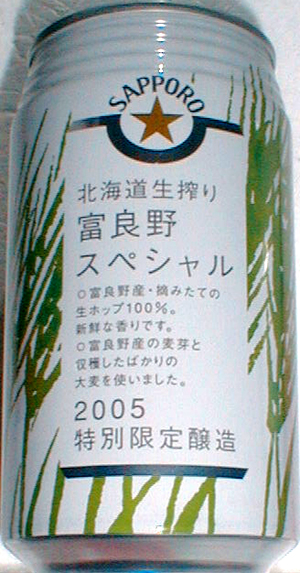 SAPPORO
北海道生搾り
富良野
スペシャル
○富良野産・摘みたての
生ホップ100%。
新鮮な香りです。
○富良野産の麦芽と
収穫したばかりの
大麦を使いました。
2005
特別限定醸造